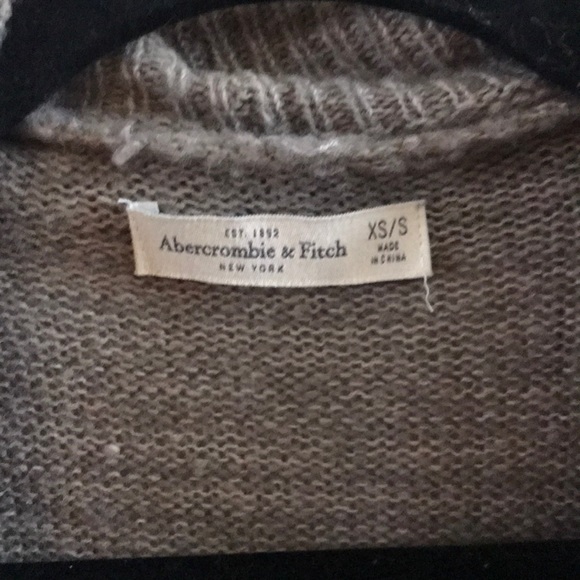 EST. 1892
Abercrombie & Fitch
NEW YORK
XS/S
MADE
IN CHINA